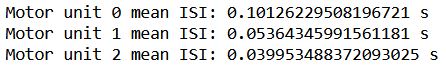 Motor unit 0 mean ISI: 0.10126229508196721 s
Motor unit 1 mean ISI: 0.05364345991561181 s
Motor unit 2 mean ISI: 0.039953488372093025 s